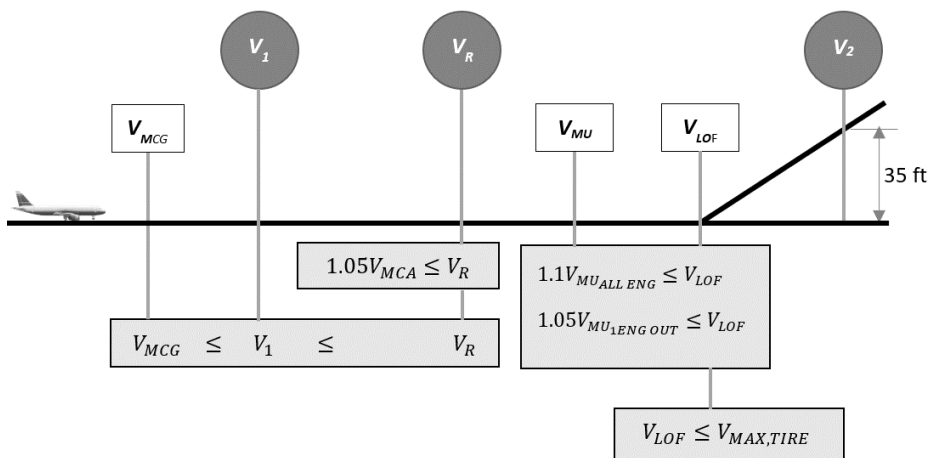 V1 VR V2
VMCG VMU VLOF
35 ft
1.05VMCA ≤ VR
1.1VMU ALL ENG ≤ VLOF
1.05VMU 1ENG OUT ≤ VLOF
VMCG ≤ V1 ≤ VR
VLOF ≤ VMAX,TIRE